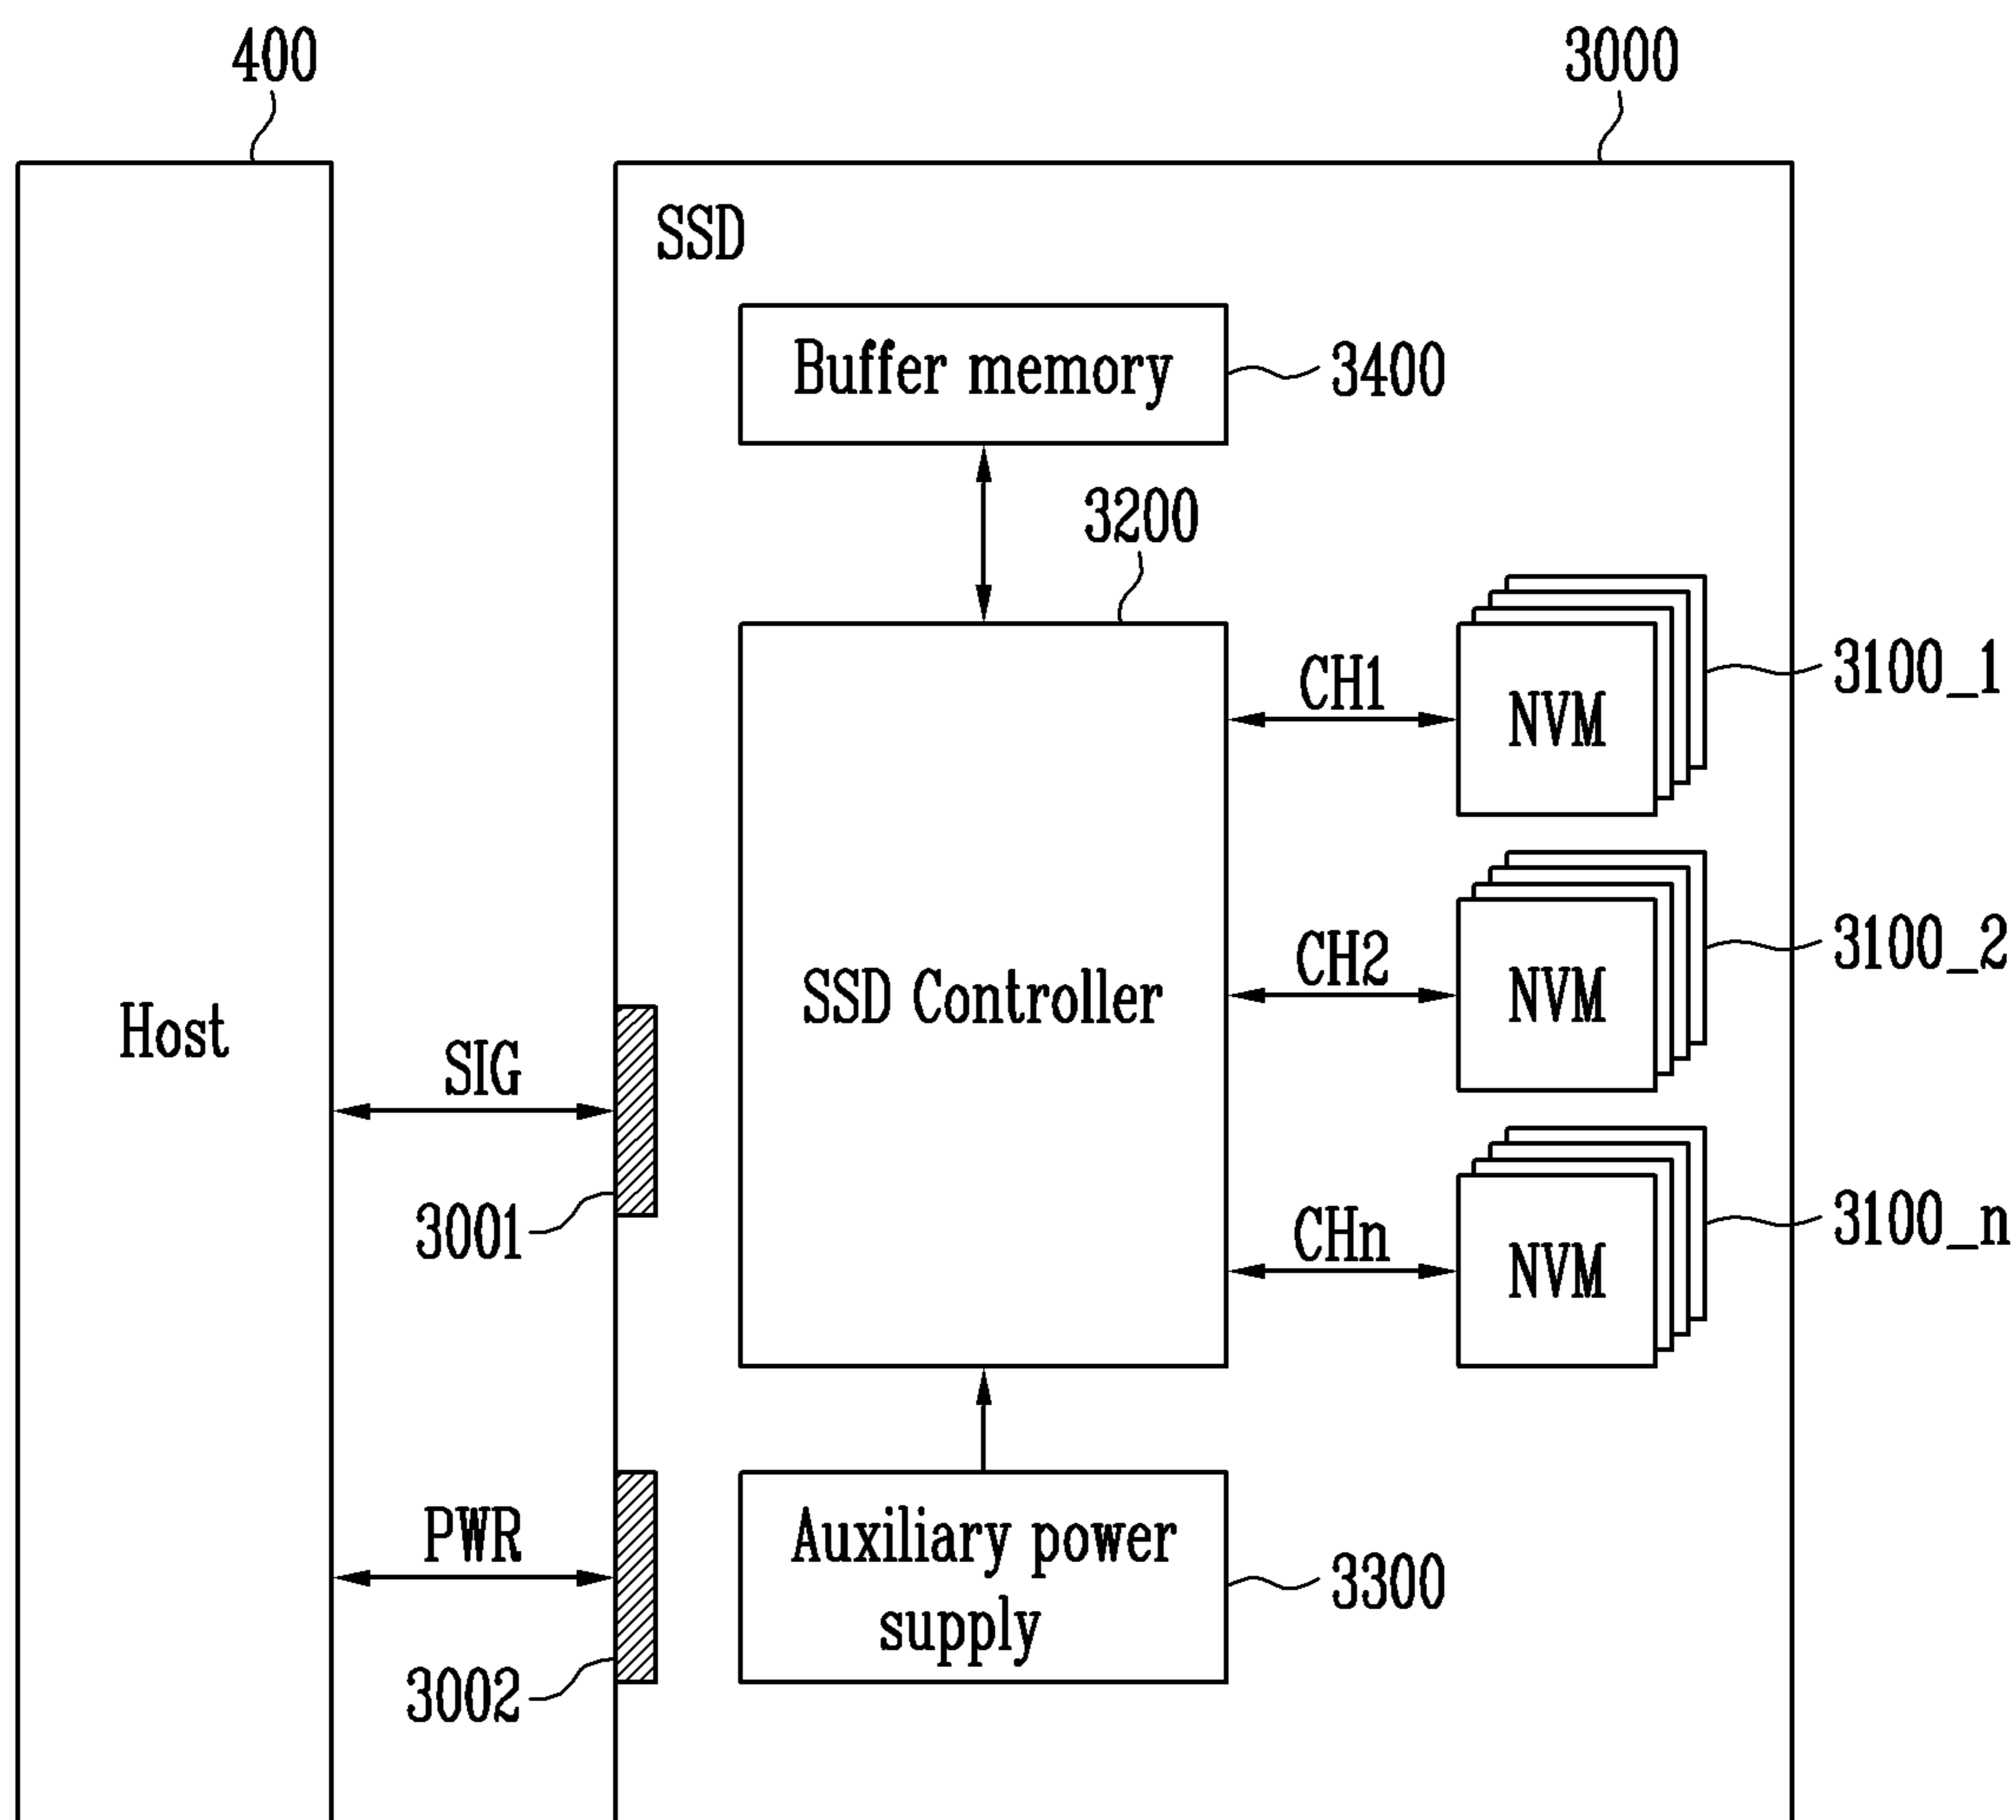 400
3000
SSD
Buffer memory
3400
3200
CH1
NVM
3100_1
SSD Controller
CH2
NVM
3100_2
Host
SIG
3001
CHn
NVM
3100_n
PWR
3002
Auxiliary power
supply
3300